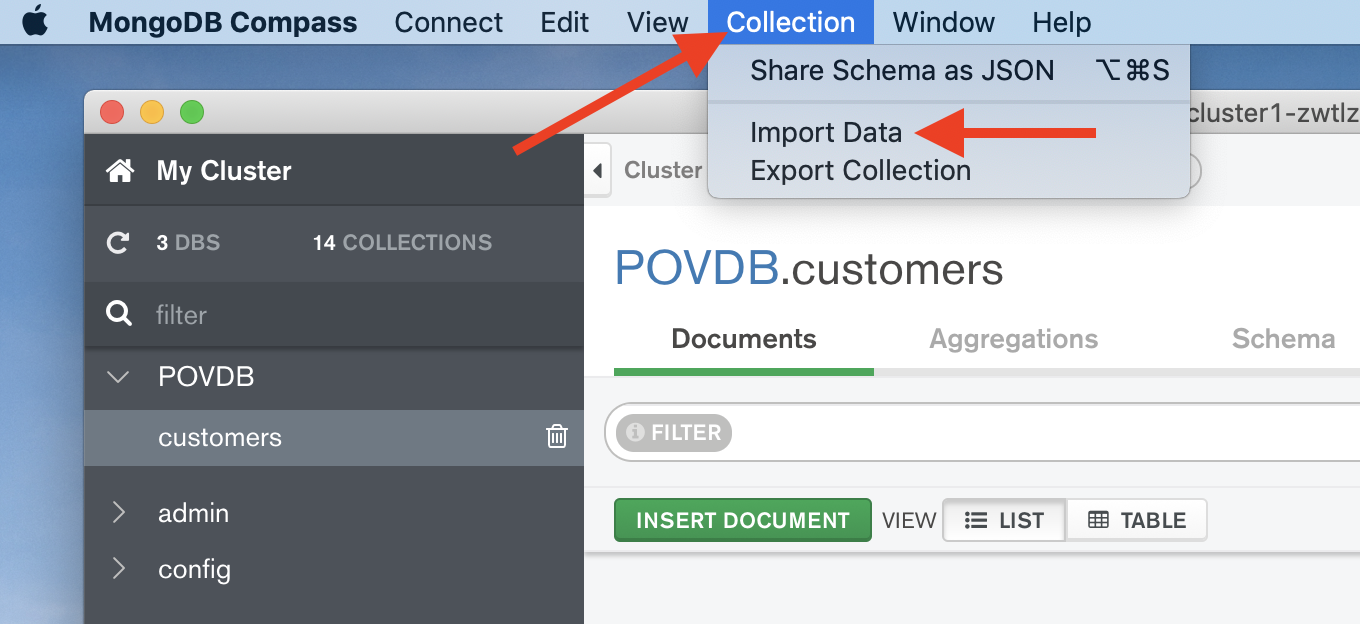 MongoDB Compass Connect Edit View Collection Window Help
Share Schema as JSON ⌥⌘S
Import Data
Export Collection
cluster1-zwtlz
My Cluster
Cluster
3 DBS 14 COLLECTIONS
filter
POVDB
customers
admin
config
POVDB.customers
Documents Aggregations Schema
FILTER
INSERT DOCUMENT VIEW LIST TABLE